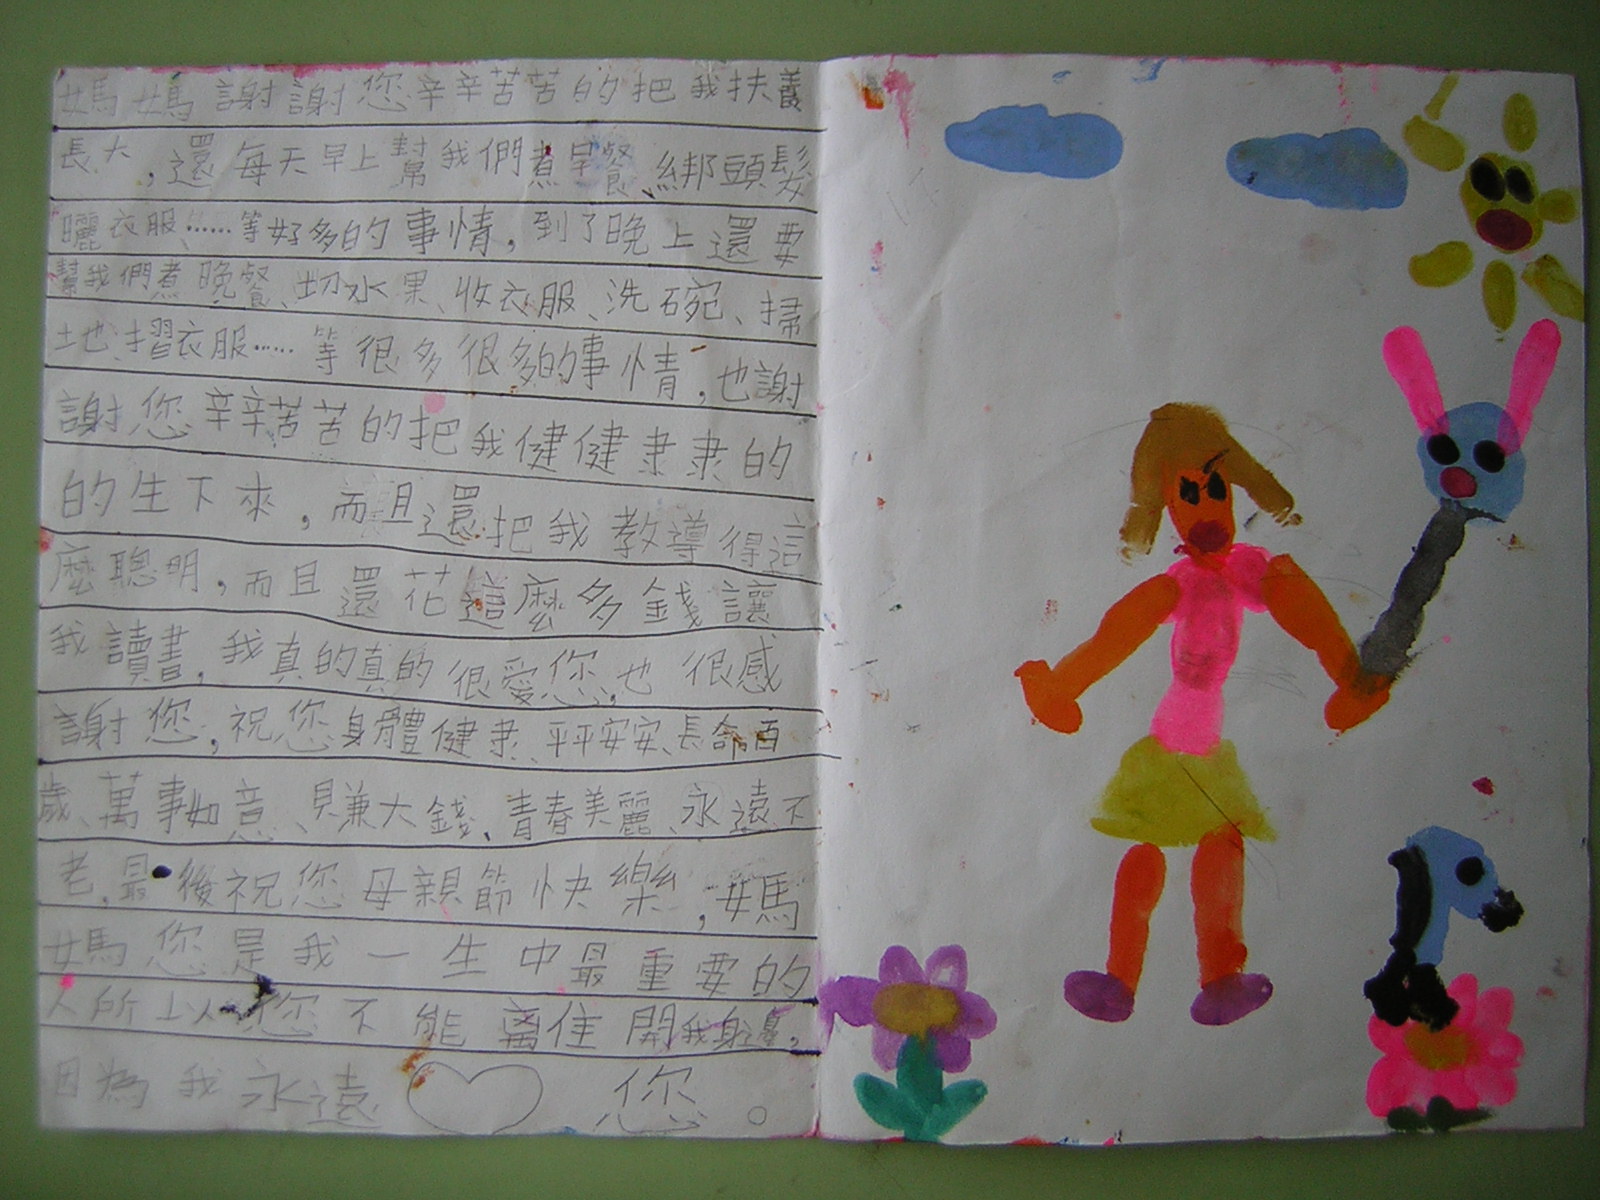 媽媽謝謝您辛辛苦苦的把我扶養
長大，還每天早上幫我們煮早餐、綁頭髮
曬衣服、……等好多的事情，到了晚上還要
幫我們煮晚餐、切水果、收衣服、洗碗、掃
地、摺衣服……等很多很多的事情，也謝
謝您辛辛苦苦的把我健健康康的
的生下來，而且還把我教導得這
麼聰明，而且還花這麼多錢讓
我讀書，我真的真的很愛您，也很感
謝您，祝您身體健康、平平安安、長命百
歲、萬事如意、賺大錢、青春美麗、永遠不
老，最後祝您母親節快樂，媽
媽您是我一生中最重要的
人所以您不能離住開我身邊，
因為我永遠♡您。